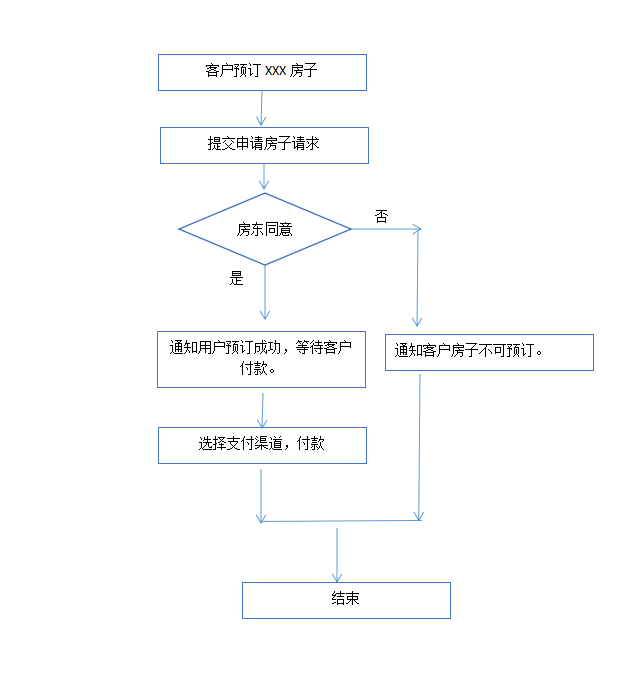 客户预订 XXX 房子
提交申请房子请求
房东同意
否
是
通知用户预订成功，等待客户
付款。
通知客户房子不可预订。
选择支付渠道，付款
结束